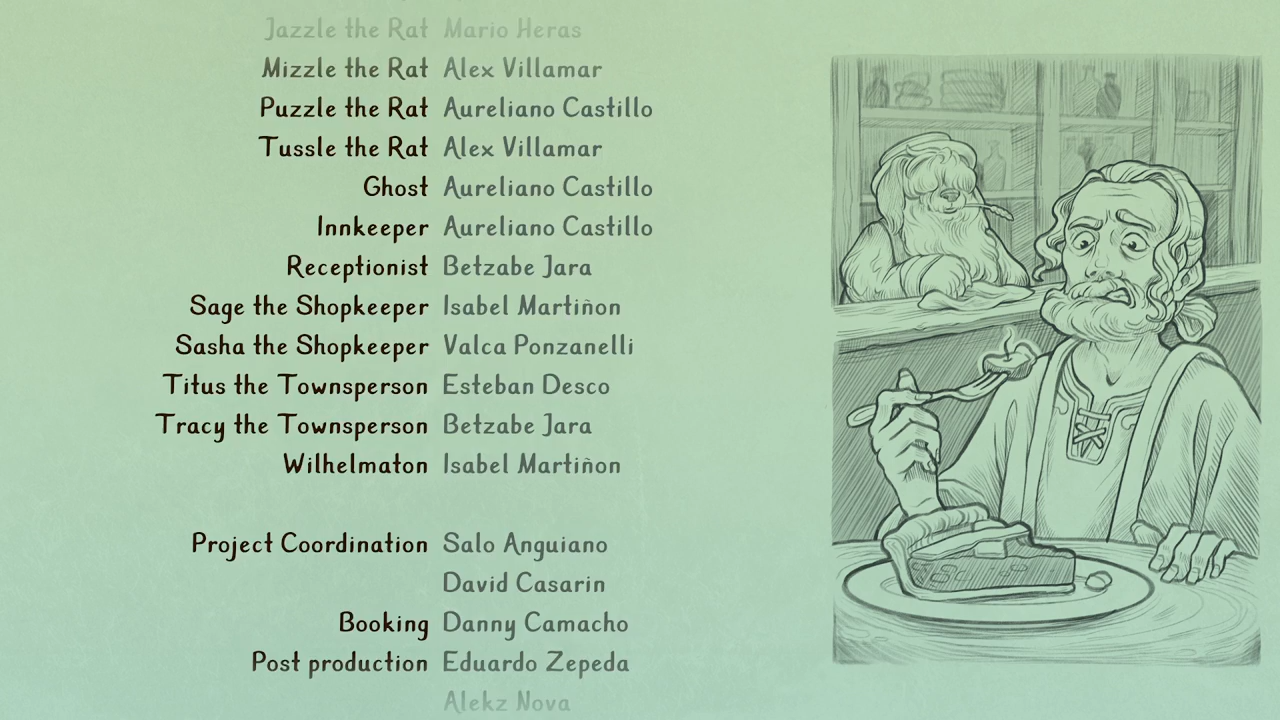 Jazzle the Rat Mario Heras
Mizzle the Rat Alex Villamar
Puzzle the Rat Aureliano Castillo
Tussle the Rat Alex Villamar
Ghost Aureliano Castillo
Innkeeper Aureliano Castillo
Receptionist Betzabe Jara
Sage the Shopkeeper Isabel Martiñon
Sasha the Shopkeeper Valca Ponzanelli
Titus the Townsperson Esteban Desco
Tracy the Townsperson Betzabe Jara
Wilhelmaton Isabel Martiñon
Project Coordination Salo Anguiano
David Casarin
Booking Danny Camacho
Post production Eduardo Zepeda
Alekz Nova